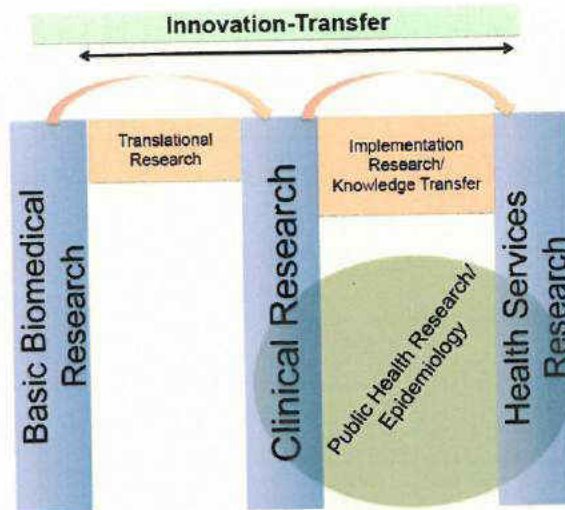 Innovation-Transfer
Translational
Research
Implementation
Research/
Knowledge Transfer
Basic Biomedical
Research
Clinical Research
Public Health Research/
Epidemiology
Health Services
Research